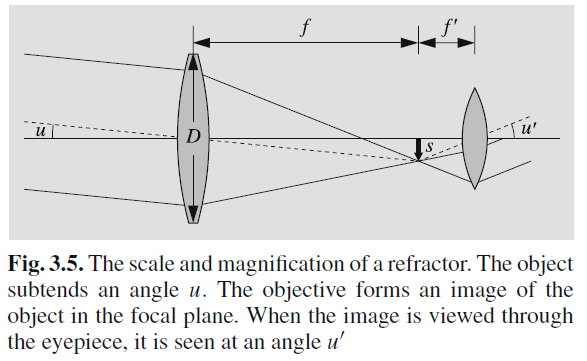 f
f'
u
D
s
u'
Fig. 3.5. The scale and magnification of a refractor. The object
subtends an angle u. The objective forms an image of the
object in the focal plane. When the image is viewed through
the eyepiece, it is seen at an angle u′